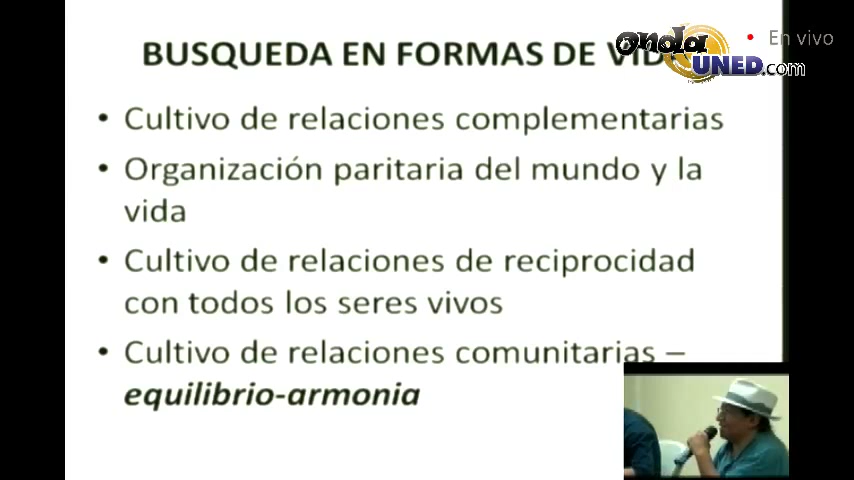 BUSQUEDA EN FORMAS DE VID
onda
UNED.com
• En vivo
• Cultivo de relaciones complementarias
• Organización paritaria del mundo y la
vida
• Cultivo de relaciones de reciprocidad
con todos los seres vivos
• Cultivo de relaciones comunitarias –
equilibrio-armonia